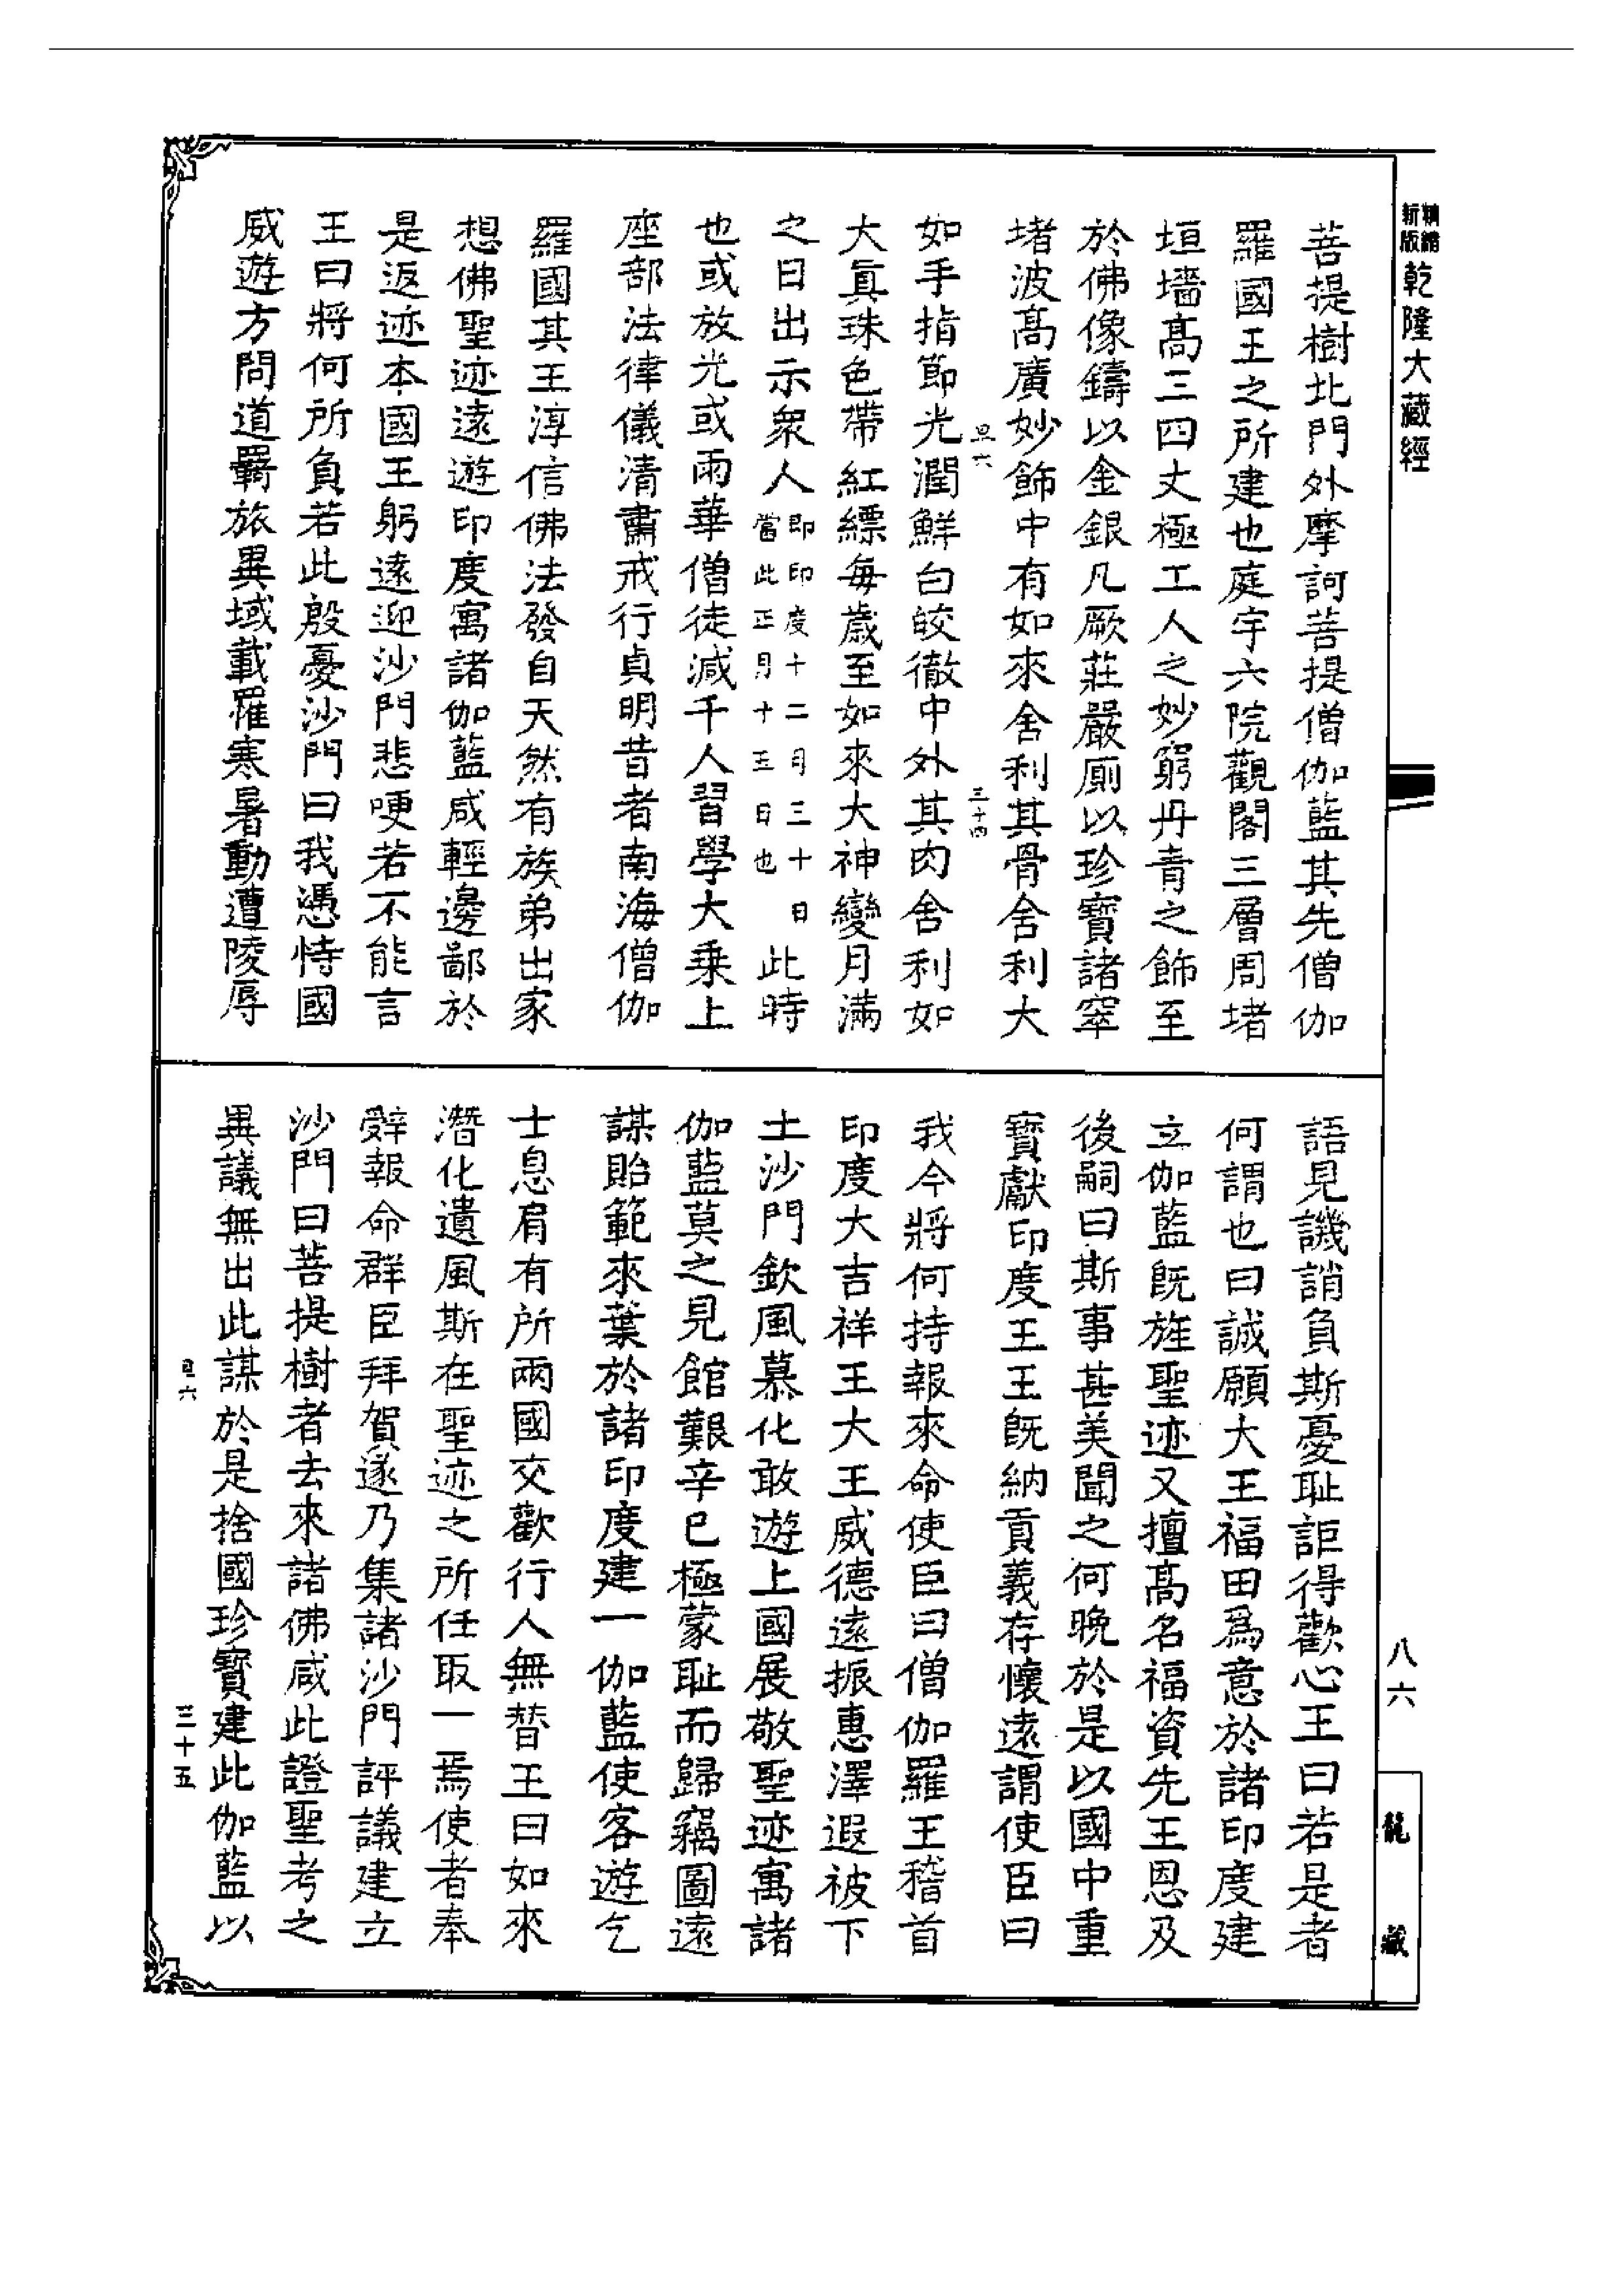 精繕
新版
乾隆大藏經
菩提樹北門外摩訶菩提僧伽藍其先僧伽
羅國王之所建也庭宇六院觀閣三層周堵
垣墻髙三四丈極工人之妙窮丹青之飾至
於佛像鑄以金銀凡厥莊嚴廁以珍寶諸窣
堵波髙廣妙飾中有如來舍利其骨舍利大
旦六
三十四
如手指節光潤鮮白皎徹中外其肉舍利如
大眞珠色帶紅縹每歲至如來大神變月滿
之日出示衆人即印度十二月三十日當此正月十五日也此時
也或放光或雨華僧徒減千人習學大乗上
座部法律儀清肅戒行貞明昔者南海僧伽
羅國其王淳信佛法發自天然有族弟出家
想佛聖迹遠遊印度寓諸伽藍咸輕邊鄙於
是返迹本國王躬遠迎沙門悲哽若不能言
王曰將何所負若此殷憂沙門曰我憑恃國
威遊方問道羇旅異域載罹寒暑動遭陵辱
語見譏誚負斯憂耻詎得歡心王曰若是者
何謂也曰誠願大王福田爲意於諸印度建
立伽藍旣旌聖迹又擅髙名福資先王恩及
後嗣曰斯事甚美聞之何晚於是以國中重
寶獻印度王王旣納貢義存懷遠謂使臣曰
我今將何持報來命使臣曰僧伽羅王稽首
印度大吉祥王大王威德遠振惠澤遐被下
土沙門欽風慕化敢遊上國展敬聖迹寓諸
伽藍莫之見館艱辛已極蒙耻而歸竊圖遠
謀貽範來葉於諸印度建一伽藍使客遊乞
士息肩有所兩國交歡行人無替王曰如來
潛化遺風斯在聖迹之所任取一焉使者奉
辭報命群臣拜賀遂乃集諸沙門評議建立
沙門曰菩提樹者去來諸佛咸此證聖考之
異議無出此謀於是捨國珍寶建此伽藍以
旦六
三十五
八六
龍藏